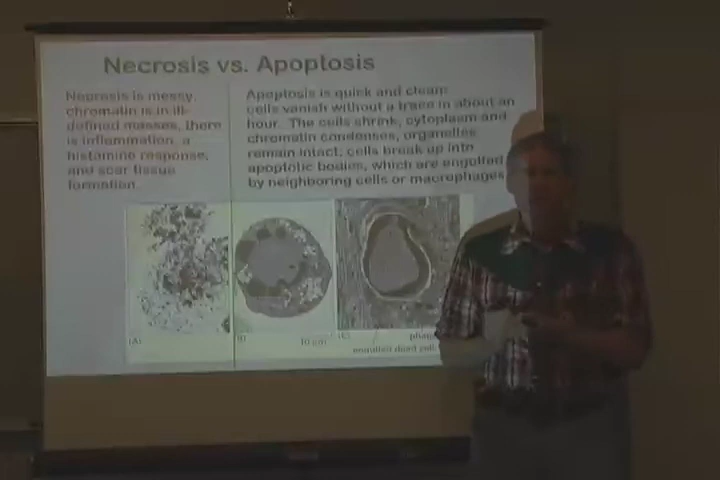 Necrosis vs. Apoptosis
Necrosis is messy,
chromatin is in ill-
defined masses, there
is inflammation, a
histamine response,
and scar tissue
formation.
Apoptosis is quick and clean:
cells vanish without a trace in about an
hour. The cells shrink, cytoplasm and
chromatin condenses, organelles
remain intact; cells break up into
apoptotic bodies, which are engulfed
by neighboring cells or macrophages
(A)
(C)
engulfed dead cell